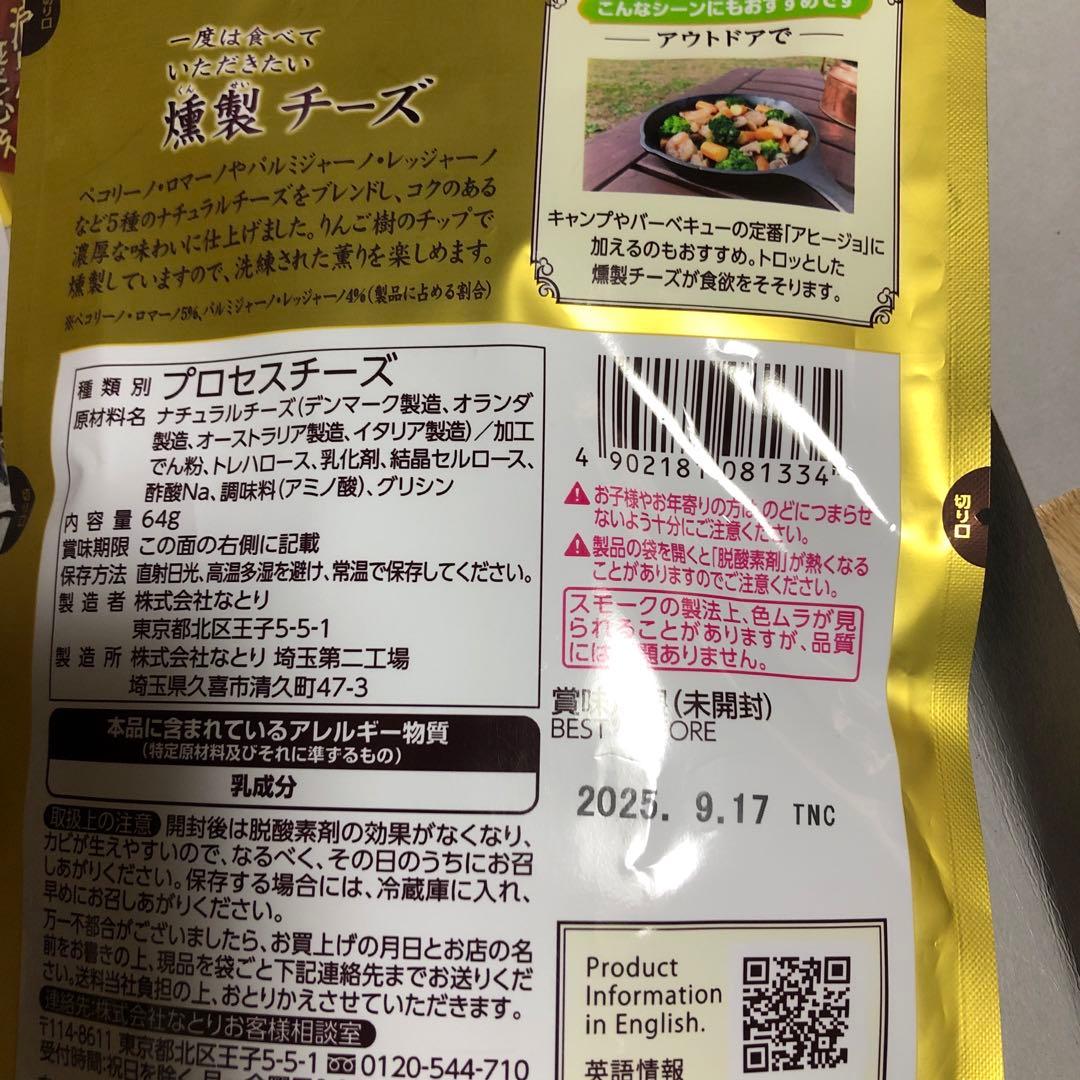 切り口
こんなシーンにもおすすめです
アウトドアで
一度は食べて
いただきたい
くん せい
燻製チーズ
ペコリーノ・ロマーノやパルミジャーノ・レッジャーノ
など5種のナチュラルチーズをブレンドし、コクのある
濃厚な味わいに仕上げました。りんご樹のチップで
燻製していますので、洗練された薫りを楽しめます。
※ペコリーノ・ロマーノ5%、パルミジャーノ・レッジャーノ4%(製品に占める割合)
キャンプやバーベキューの定番「アヒージョ」に
加えるのもおすすめ。トロッとした
燻製チーズが食欲をそそります。
種類別 プロセスチーズ
原材料名 ナチュラルチーズ(デンマーク製造、オランダ
製造、オーストラリア製造、イタリア製造)/加工
でん粉、トレハロース、乳化剤、結晶セルロース、
酢酸Na、調味料(アミノ酸)、グリシン
内容量 64g
賞味期限 この面の右側に記載
保存方法 直射日光、高温多湿を避け、常温で保存してください。
製造者 株式会社なとり
東京都北区王子5-5-1
製造所 株式会社なとり 埼玉第二工場
埼玉県久喜市清久町47-3
本品に含まれているアレルギー物質
(特定原材料及びそれに準ずるもの)
乳成分
取扱上の注意 開封後は脱酸素剤の効果がなくなり、
カビが生えやすいので、なるべく、その日のうちにお召
しあがりください。保存する場合には、冷蔵庫に入れ、
早めにお召しあがりください。
万一不都合がございましたら、お買上げの月日とお店の名
前をお書きの上、現品を袋ごと下記連絡先までお送りくだ
さい。送料当社負担の上、おとりかえさせていただきます。
連絡先:株式会社なとりお客様相談室
〒114-8611 東京都北区王子5-5-1 0120-544-710
受付時間:祝日を除く
4 902181 081334
お子様やお年寄りの方は、のどにつまらせ
ないよう十分にご注意ください。
製品の袋を開くと「脱酸素剤」が熱くなる
ことがありますのでご注意ください。
スモークの製法上、色ムラが見
られることがありますが、品質
には問題ありません。
賞味期限(未開封)
BEST BEFORE
2025. 9.17 TNC
切り口
Product
Information
in English.
英語情報